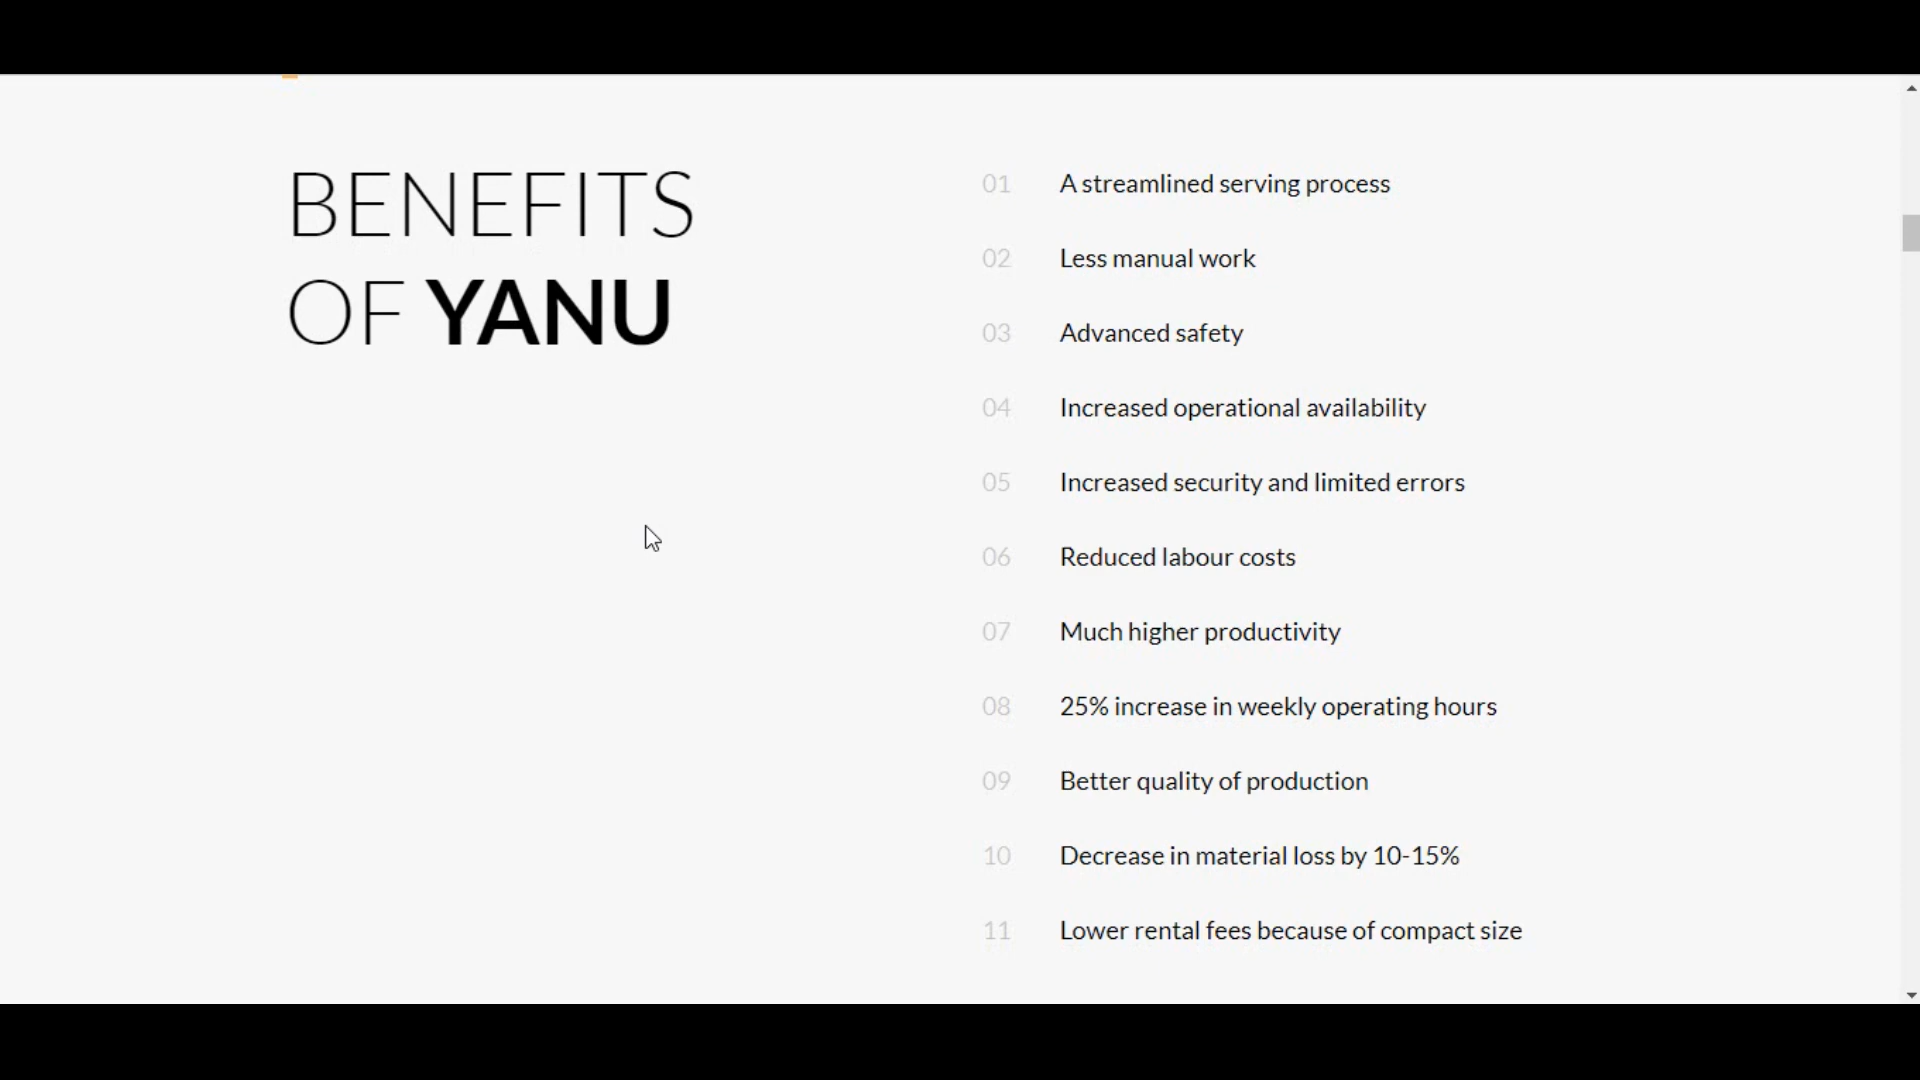 BENEFITS
OF YANU
01 A streamlined serving process
02 Less manual work
03 Advanced safety
04 Increased operational availability
05 Increased security and limited errors
06 Reduced labour costs
07 Much higher productivity
08 25% increase in weekly operating hours
09 Better quality of production
10 Decrease in material loss by 10-15%
11 Lower rental fees because of compact size